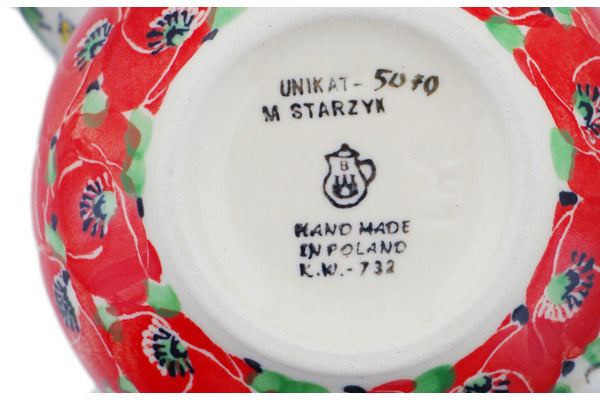 UNIKAT-5070
M STARZYK
B
HAND MADE
IN POLAND
K.W.-732